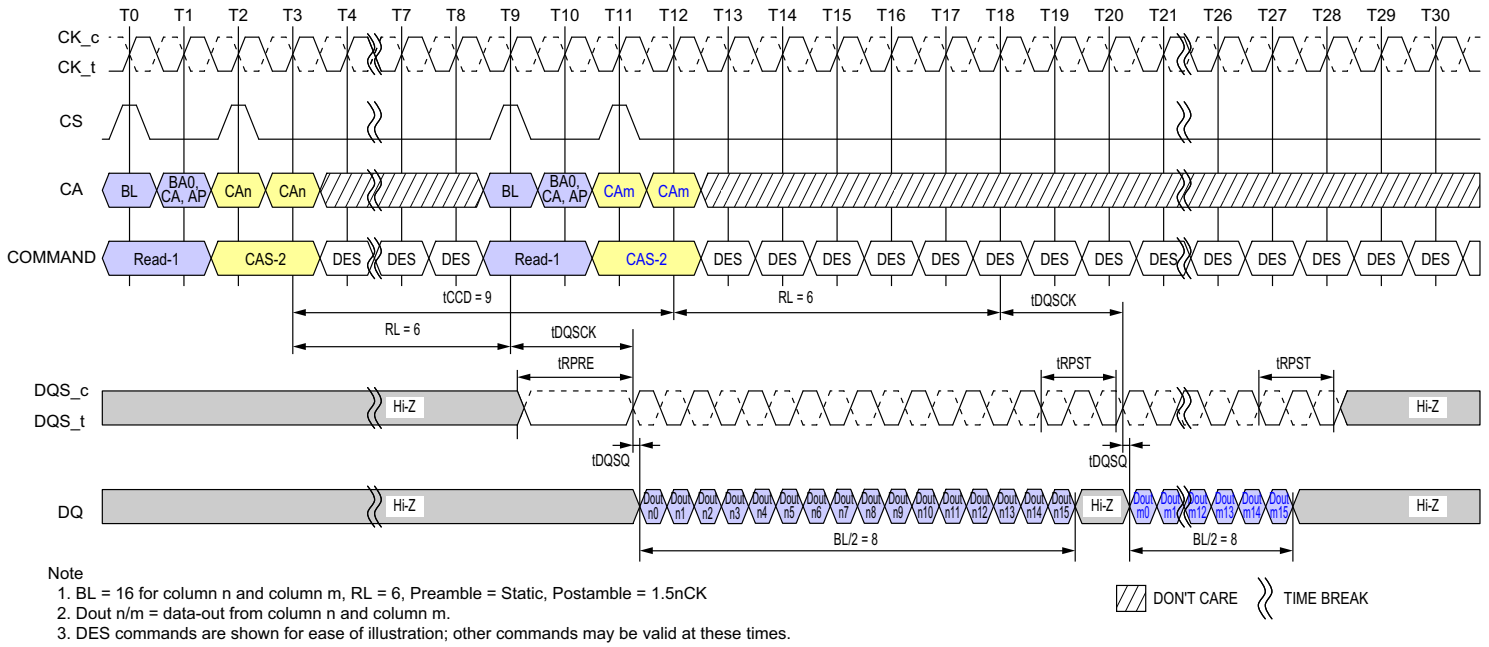 T0 T1 T2 T3 T4 T7 T8 T9 T10 T11 T12 T13 T14 T15 T16 T17 T18 T19 T20 T21 T26 T27 T28 T29 T30
CK_c
CK_t
CS
CA
BL
BA0,
CA, AP
CAn
CAn
BL
BA0,
CA, AP
CAm
CAm
COMMAND
Read-1
CAS-2
DES
DES
DES
Read-1
CAS-2
DES
DES
DES
DES
DES
DES
DES
DES
DES
DES
DES
DES
DES
DES
tCCD = 9
RL = 6
tDQSCK
RL = 6
tDQSCK
tRPRE
tRPST
tRPST
DQS_c
DQS_t
Hi-Z
Hi-Z
tDQSQ
tDQSQ
DQ
Hi-Z
Dout
n0
Dout
n1
Dout
n2
Dout
n3
Dout
n4
Dout
n5
Dout
n6
Dout
n7
Dout
n8
Dout
n9
Dout
n10
Dout
n11
Dout
n12
Dout
n13
Dout
n14
Dout
n15
Hi-Z
Dout
m0
Dout
m1
Dout
m12
Dout
m13
Dout
m14
Dout
m15
Hi-Z
BL/2 = 8
BL/2 = 8
Note
1. BL = 16 for column n and column m, RL = 6, Preamble = Static, Postamble = 1.5nCK
2. Dout n/m = data-out from column n and column m.
3. DES commands are shown for ease of illustration; other commands may be valid at these times.
DON'T CARE
TIME BREAK